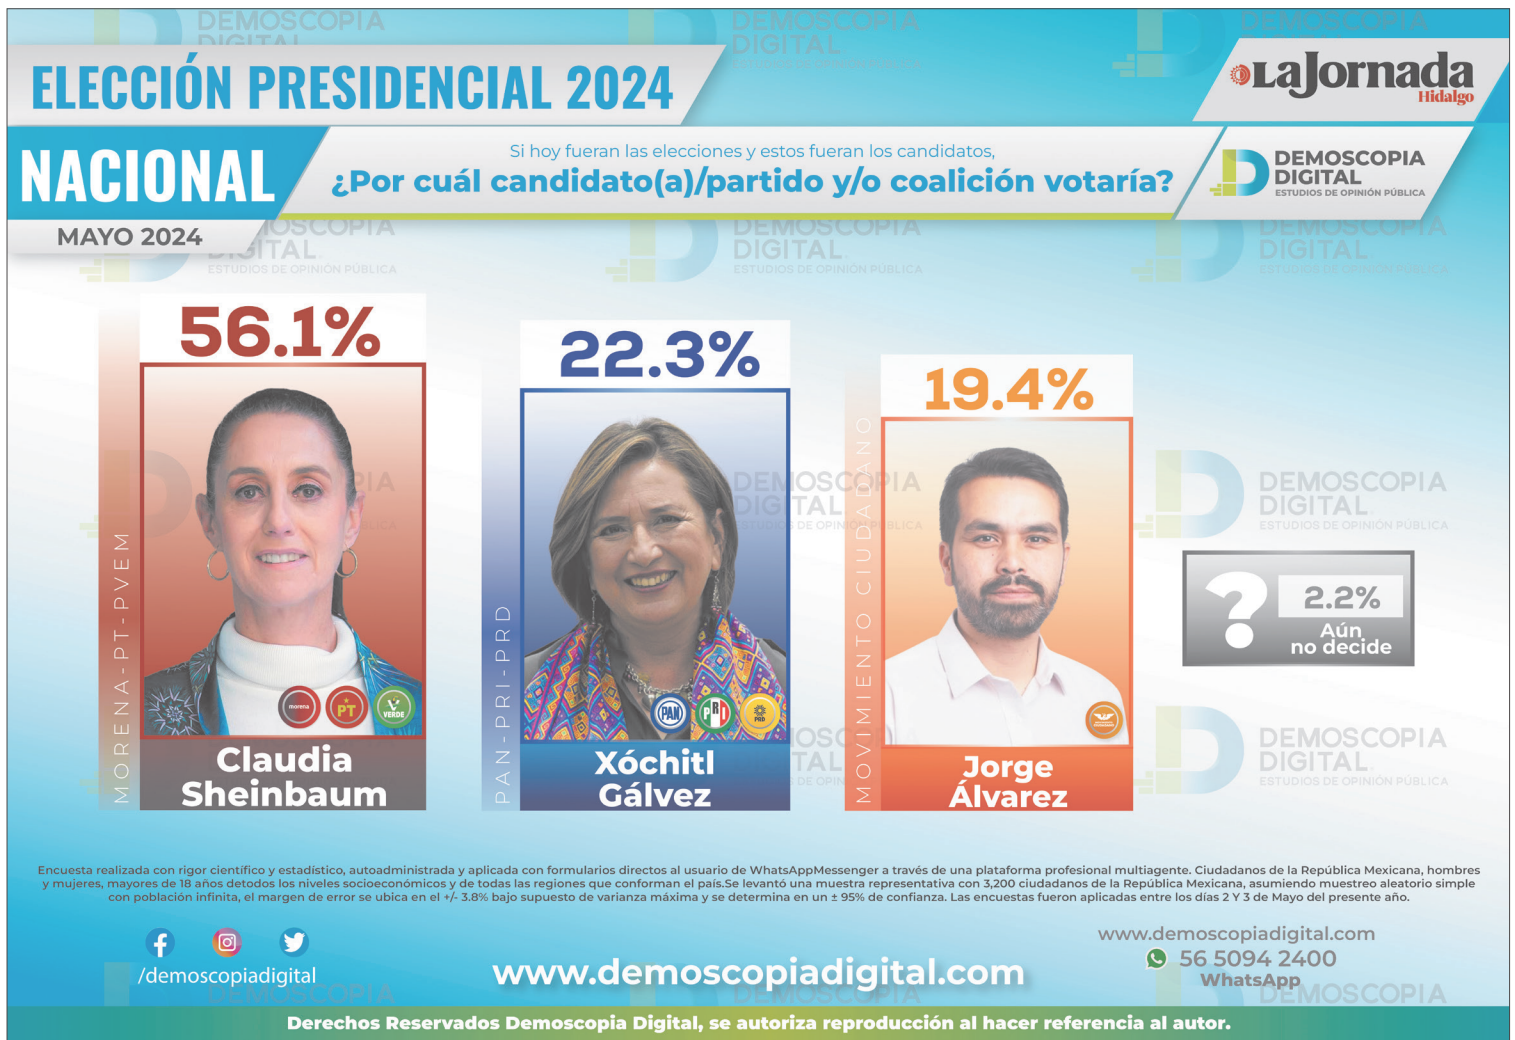 ELECCIÓN PRESIDENCIAL 2024
LaJornada
Hidalgo
NACIONAL
Si hoy fueran las elecciones y estos fueran los candidatos,
¿Por cuál candidato(a)/partido y/o coalición votaría?
DEMOSCOPIA
DIGITAL
ESTUDIOS DE OPINIÓN PÚBLICA
MAYO 2024
56.1%
MORENA-PT-PVEM
morena
PT
VERDE
Claudia
Sheinbaum
22.3%
PAN-PRI-PRD
PAN
PRI
PRD
Xóchitl
Gálvez
19.4%
MOVIMIENTO CIUDADANO
Jorge
Álvarez
?
2.2%
Aún
no decide
Encuesta realizada con rigor científico y estadístico, autoadministrada y aplicada con formularios directos al usuario de WhatsAppMessenger a través de una plataforma profesional multiagente. Ciudadanos de la República Mexicana, hombres
y mujeres, mayores de 18 años detodos los niveles socioeconómicos y de todas las regiones que conforman el país.Se levantó una muestra representativa con 3,200 ciudadanos de la República Mexicana, asumiendo muestreo aleatorio simple
con población infinita, el margen de error se ubica en el +/- 3.8% bajo supuesto de varianza máxima y se determina en un ± 95% de confianza. Las encuestas fueron aplicadas entre los días 2 Y 3 de Mayo del presente año.
/demoscopiadigital
www.demoscopiadigital.com
www.demoscopiadigital.com
56 5094 2400
WhatsApp
Derechos Reservados Demoscopia Digital, se autoriza reproducción al hacer referencia al autor.